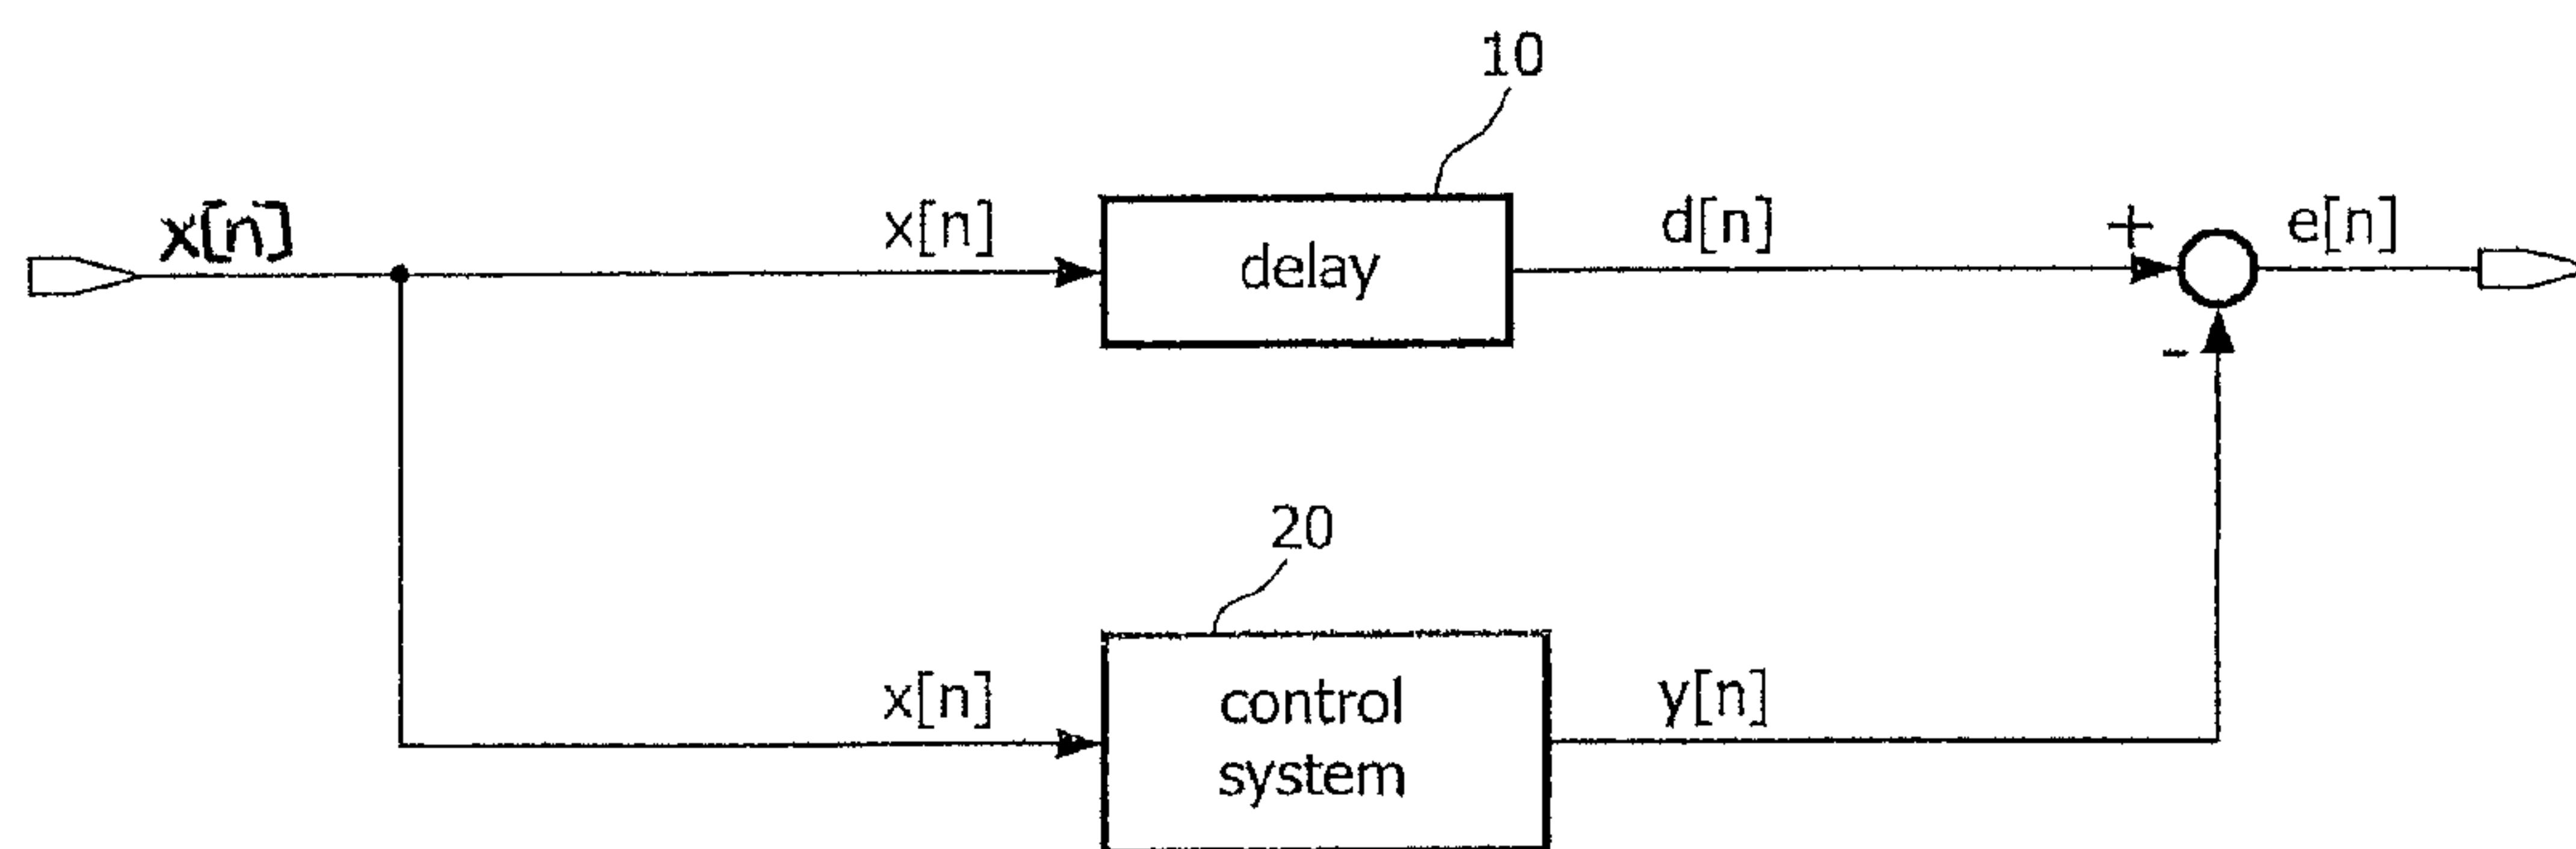 10
x[n]
x[n]
delay
d[n]
+
e[n]
-
20
x[n]
control
system
y[n]